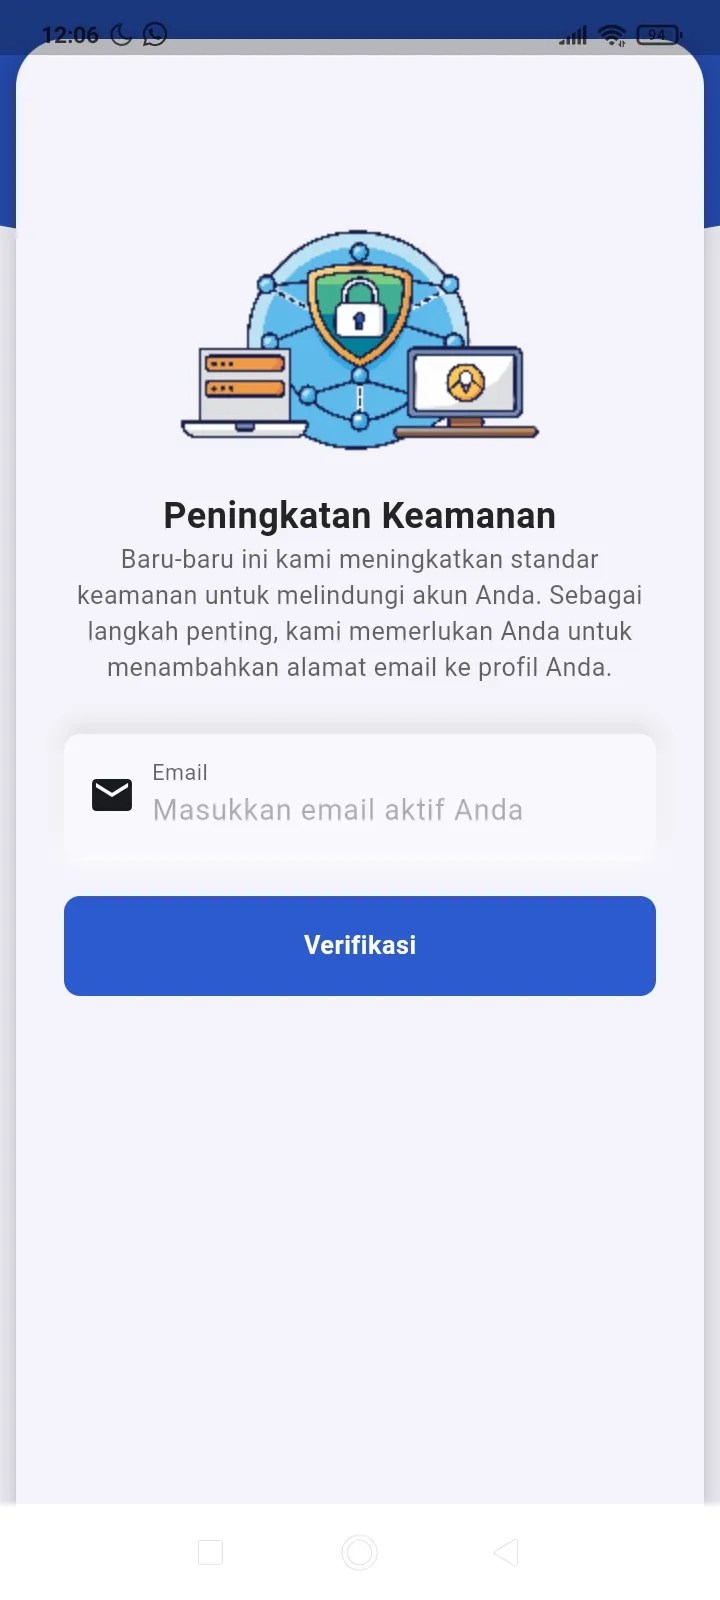 12:06
94
Peningkatan Keamanan
Baru-baru ini kami meningkatkan standar
keamanan untuk melindungi akun Anda. Sebagai
langkah penting, kami memerlukan Anda untuk
menambahkan alamat email ke profil Anda.
Email
Masukkan email aktif Anda
Verifikasi